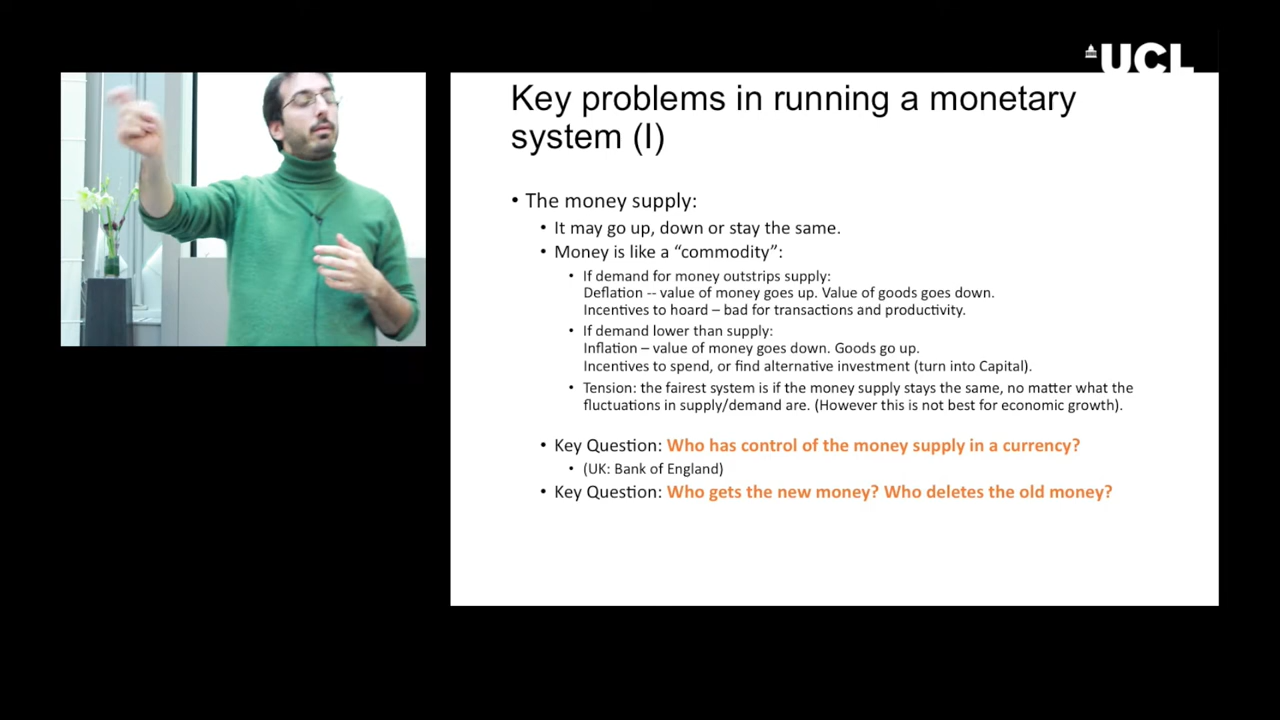 UCL
Key problems in running a monetary
system (I)
• The money supply:
• It may go up, down or stay the same.
• Money is like a “commodity”:
• If demand for money outstrips supply:
Deflation -- value of money goes up. Value of goods goes down.
Incentives to hoard – bad for transactions and productivity.
• If demand lower than supply:
Inflation – value of money goes down. Goods go up.
Incentives to spend, or find alternative investment (turn into Capital).
• Tension: the fairest system is if the money supply stays the same, no matter what the
fluctuations in supply/demand are. (However this is not best for economic growth).
• Key Question: Who has control of the money supply in a currency?
• (UK: Bank of England)
• Key Question: Who gets the new money? Who deletes the old money?